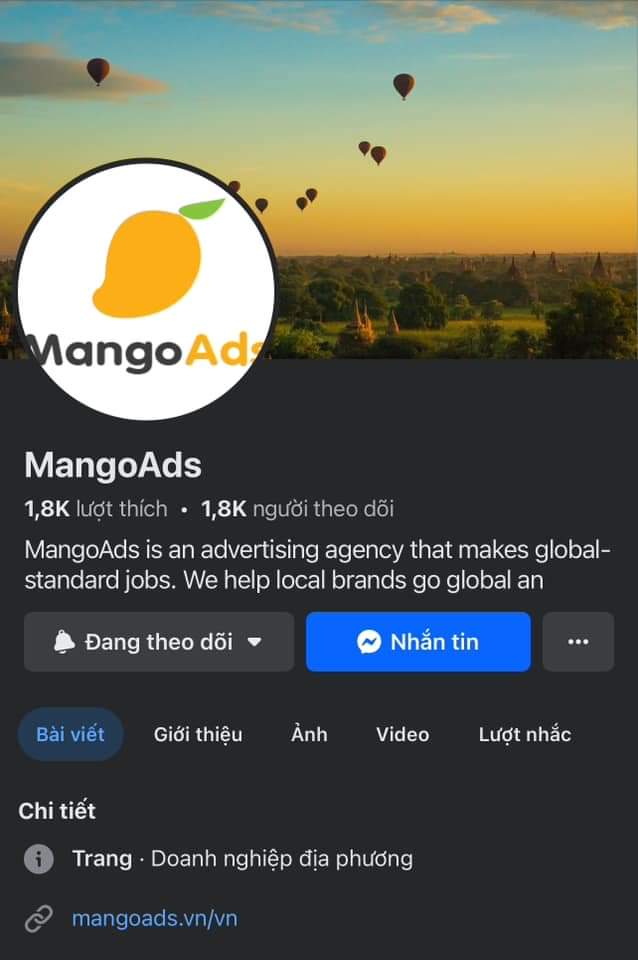 MangoAds
MangoAds
1,8K lượt thích • 1,8K người theo dõi
MangoAds is an advertising agency that makes global-
standard jobs. We help local brands go global an
Đang theo dõi
Nhắn tin
Bài viết Giới thiệu Ảnh Video Lượt nhắc
Chi tiết
Trang · Doanh nghiệp địa phương
mangoads.vn/vn